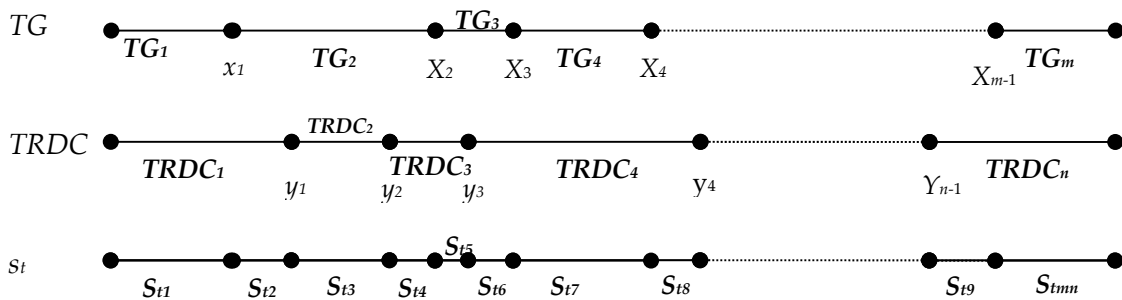 TG TG3
TG1 TG2 TG4 TGm
x1 X2 X3 X4 Xm-1
TRDC TRDC2
TRDC1 TRDC3 TRDC4 TRDCn
y1 y2 y3 y4 Yn-1
St St5
St1 St2 St3 St4 St6 St7 St8 St9 Stmn